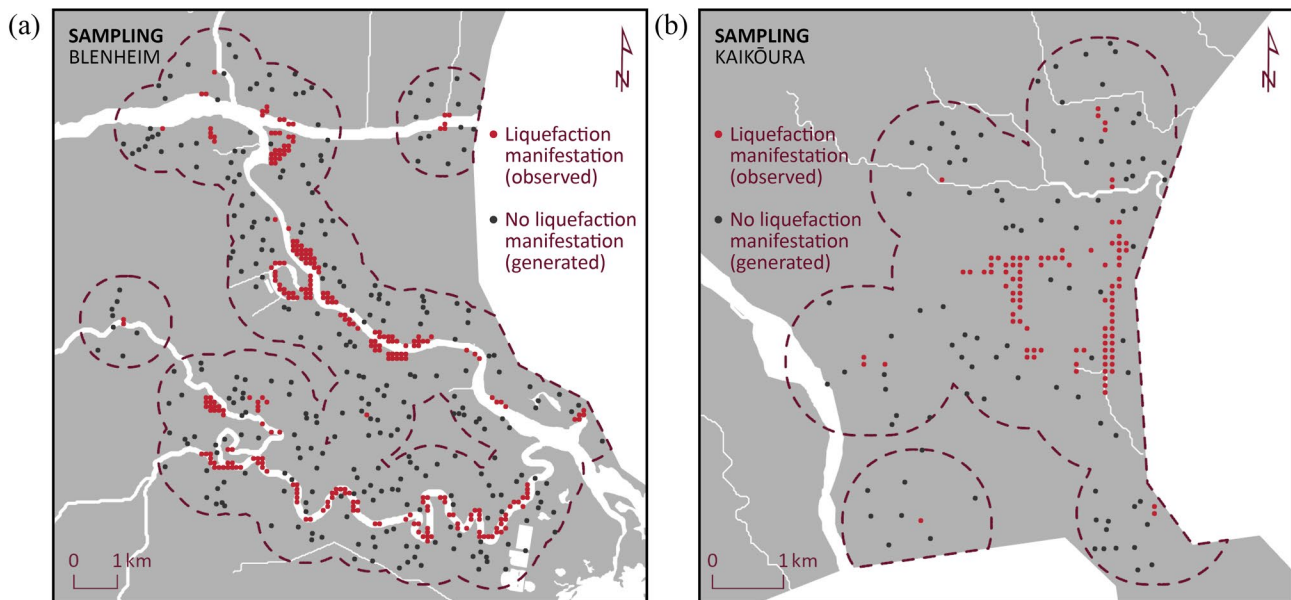 (a)
SAMPLING
BLENHEIM
N
Liquefaction
manifestation
(observed)
No liquefaction
manifestation
(generated)
0 1 km
(b)
SAMPLING
KAIKŌURA
N
Liquefaction
manifestation
(observed)
No liquefaction
manifestation
(generated)
0 1 km